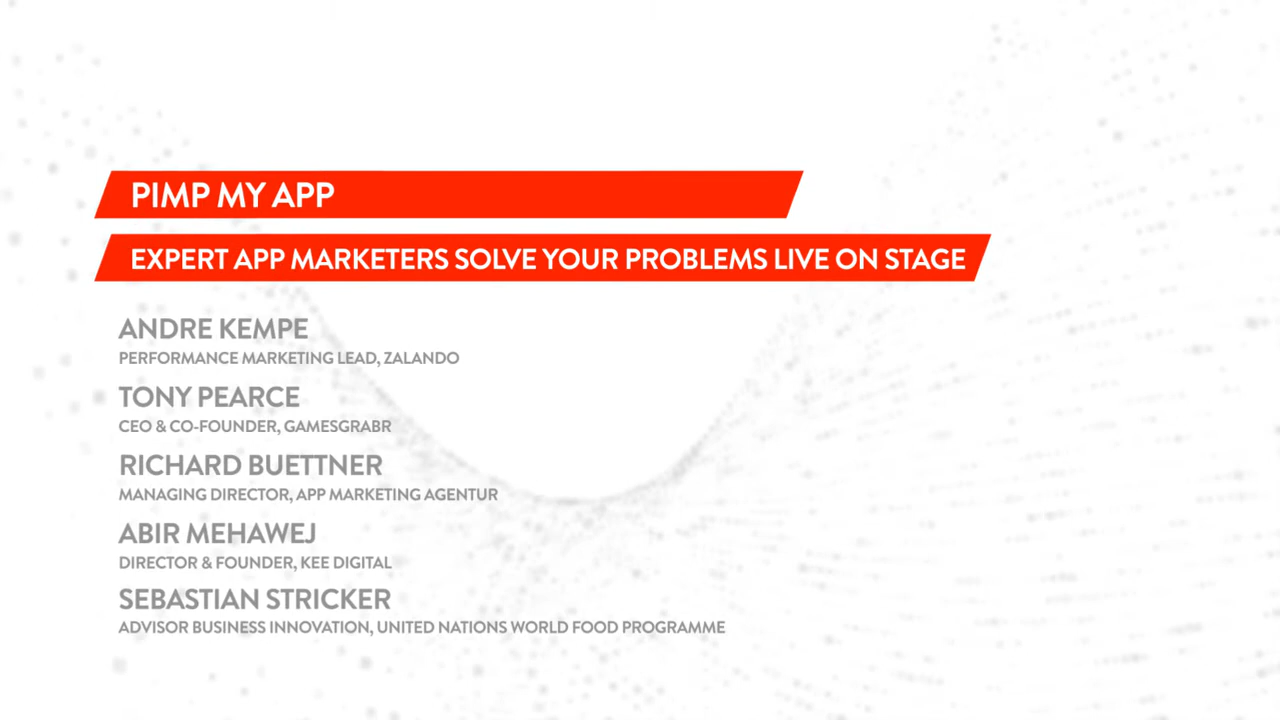 PIMP MY APP
EXPERT APP MARKETERS SOLVE YOUR PROBLEMS LIVE ON STAGE
ANDRE KEMPE
PERFORMANCE MARKETING LEAD, ZALANDO
TONY PEARCE
CEO & CO-FOUNDER, GAMESGRABR
RICHARD BUETTNER
MANAGING DIRECTOR, APP MARKETING AGENTUR
ABIR MEHAWEJ
DIRECTOR & FOUNDER, KEE DIGITAL
SEBASTIAN STRICKER
ADVISOR BUSINESS INNOVATION, UNITED NATIONS WORLD FOOD PROGRAMME